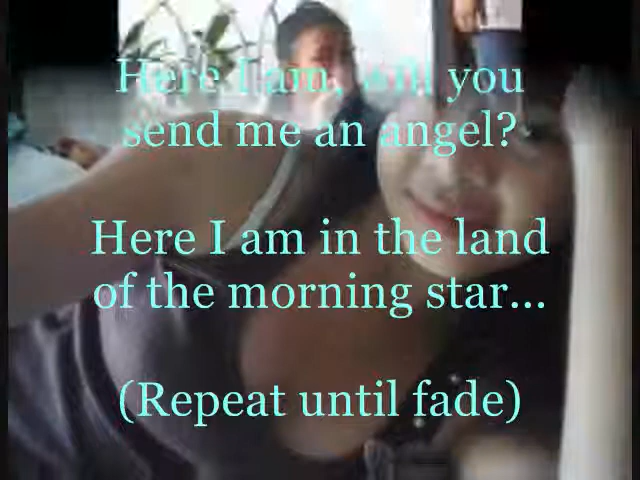 Here I am, will you
send me an angel?
Here I am in the land
of the morning star...
(Repeat until fade)